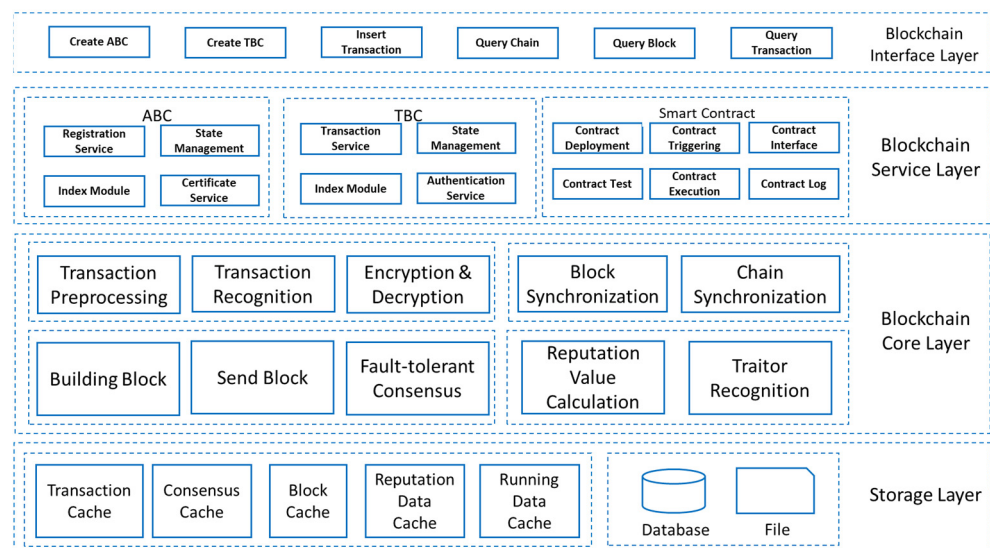 Create ABC
Create TBC
Insert
Transaction
Query Chain
Query Block
Query
Transaction
Blockchain
Interface Layer
ABC
Registration
Service
State
Management
Index Module
Certificate
Service
TBC
Transaction
Service
State
Management
Index Module
Authentication
Service
Smart Contract
Contract
Deployment
Contract
Triggering
Contract
Interface
Contract Test
Contract
Execution
Contract Log
Blockchain
Service Layer
Transaction
Preprocessing
Transaction
Recognition
Encryption &
Decryption
Block
Synchronization
Chain
Synchronization
Building Block
Send Block
Fault-tolerant
Consensus
Reputation
Value
Calculation
Traitor
Recognition
Blockchain
Core Layer
Transaction
Cache
Consensus
Cache
Block
Cache
Reputation
Data
Cache
Running
Data
Cache
Database
File
Storage Layer